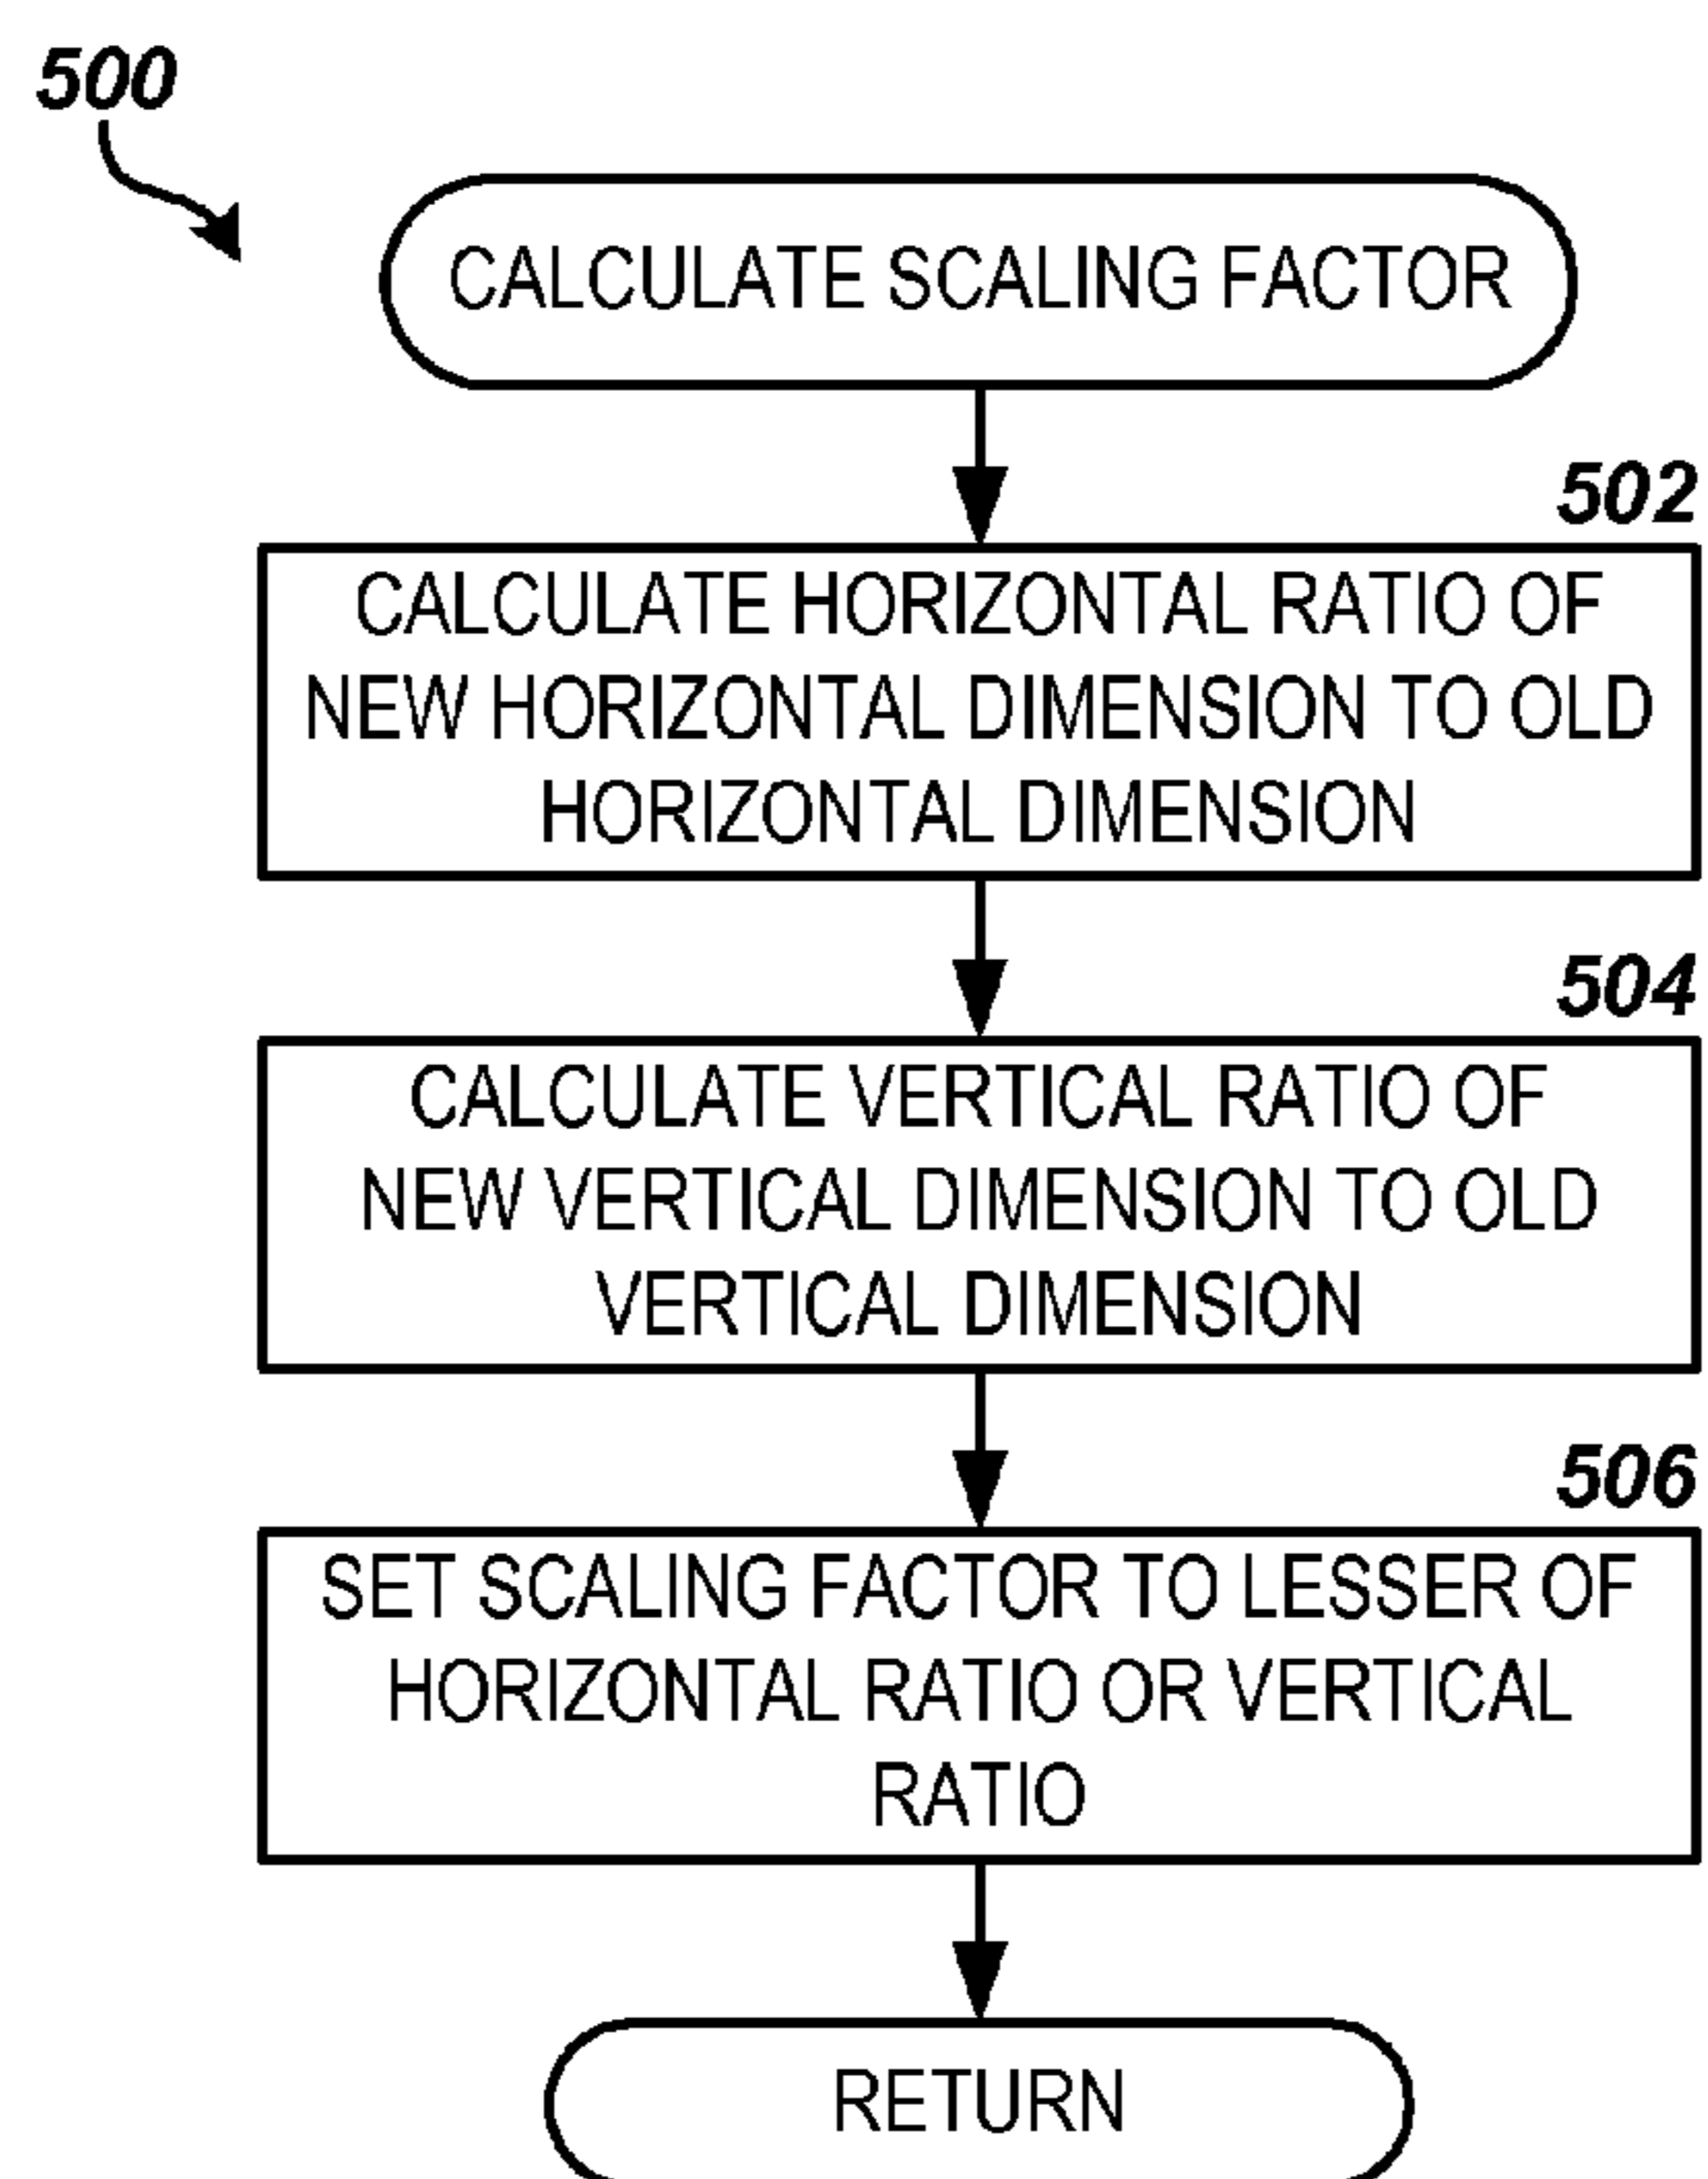 500
CALCULATE SCALING FACTOR
502
CALCULATE HORIZONTAL RATIO OF
NEW HORIZONTAL DIMENSION TO OLD
HORIZONTAL DIMENSION
504
CALCULATE VERTICAL RATIO OF
NEW VERTICAL DIMENSION TO OLD
VERTICAL DIMENSION
506
SET SCALING FACTOR TO LESSER OF
HORIZONTAL RATIO OR VERTICAL
RATIO
RETURN